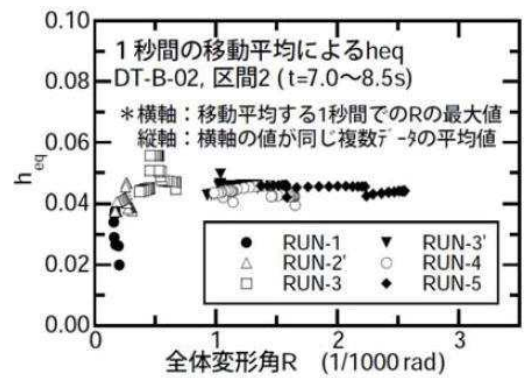 0.10
0.08
0.06
0.04
0.02
0.00
h eq
1秒間の移動平均によるheq
DT-B-02, 区間2 (t=7.0～8.5s)
＊横軸：移動平均する1秒間でのRの最大値
縦軸：横軸の値が同じ複数ﾃﾞｰﾀの平均値
RUN-1 RUN-3'
RUN-2' RUN-4
RUN-3 RUN-5
0 1 2 3
全体変形角R (1/1000 rad)